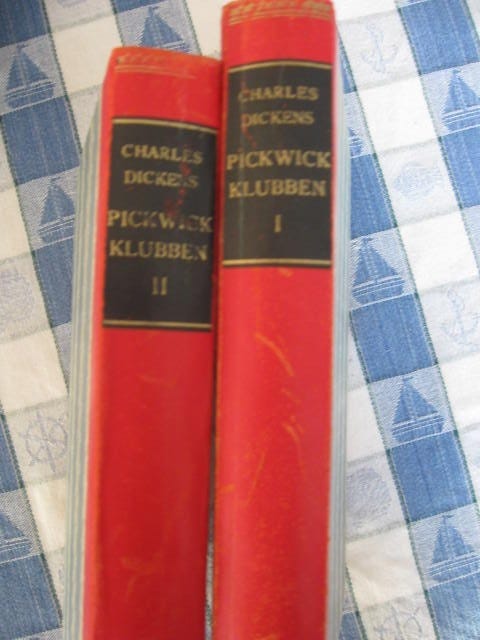 CHARLES
DICKENS
PICKWICK
KLUBBEN
II
CHARLES
DICKENS
PICKWICK
KLUBBEN
I